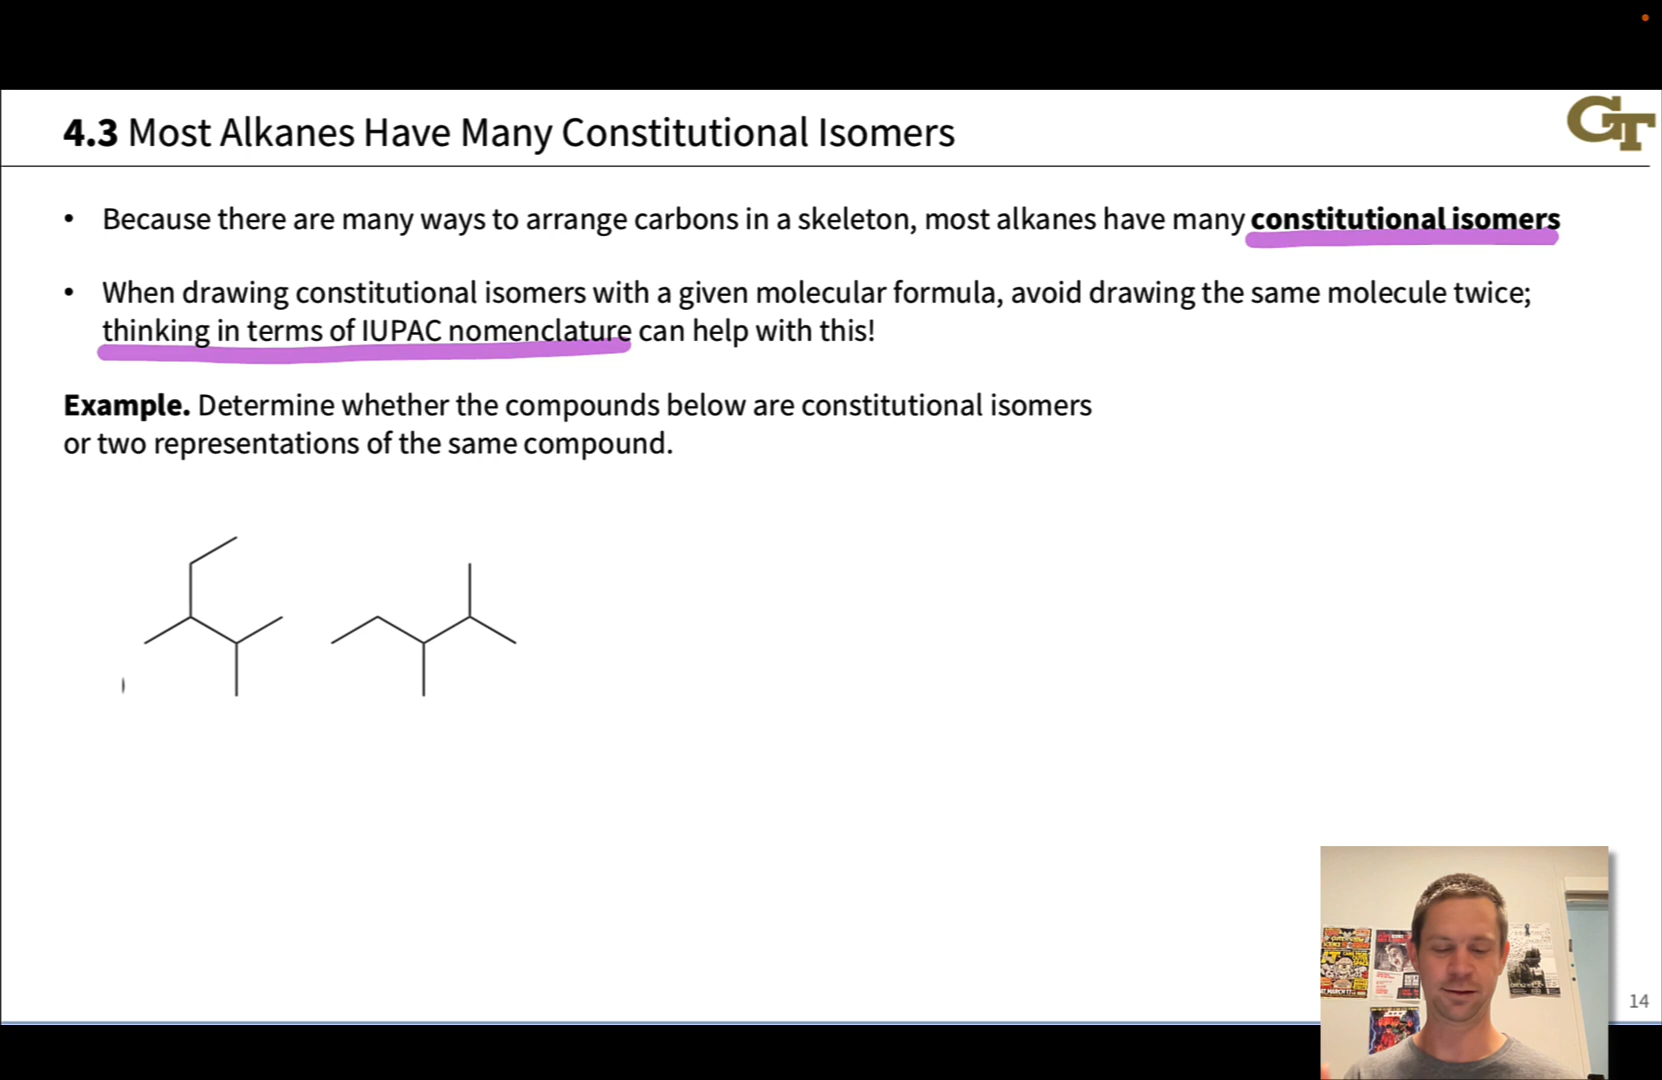 4.3 Most Alkanes Have Many Constitutional Isomers
GT
• Because there are many ways to arrange carbons in a skeleton, most alkanes have many constitutional isomers
• When drawing constitutional isomers with a given molecular formula, avoid drawing the same molecule twice;
thinking in terms of IUPAC nomenclature can help with this!
Example. Determine whether the compounds below are constitutional isomers
or two representations of the same compound.
14